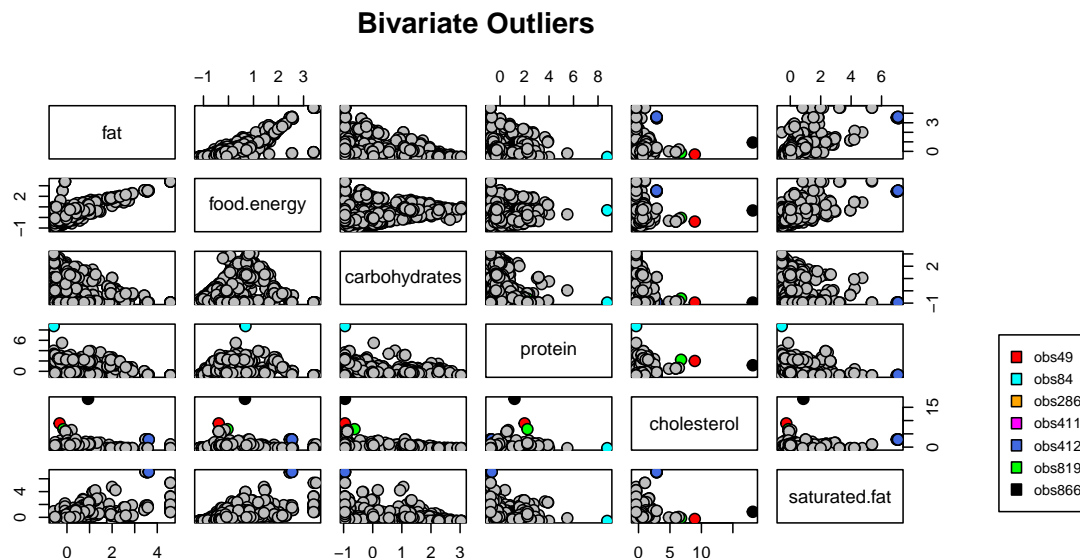 Bivariate Outliers
−1 1 2 3
0 2 4 6 8
0 2 4 6
fat
0 3
−1 2
food.energy
carbohydrates
−1 2
0 6
protein
cholesterol
0 15
0 4
saturated.fat
0 2 4
−1 0 1 2 3
0 5 10
obs49
obs84
obs286
obs411
obs412
obs819
obs866